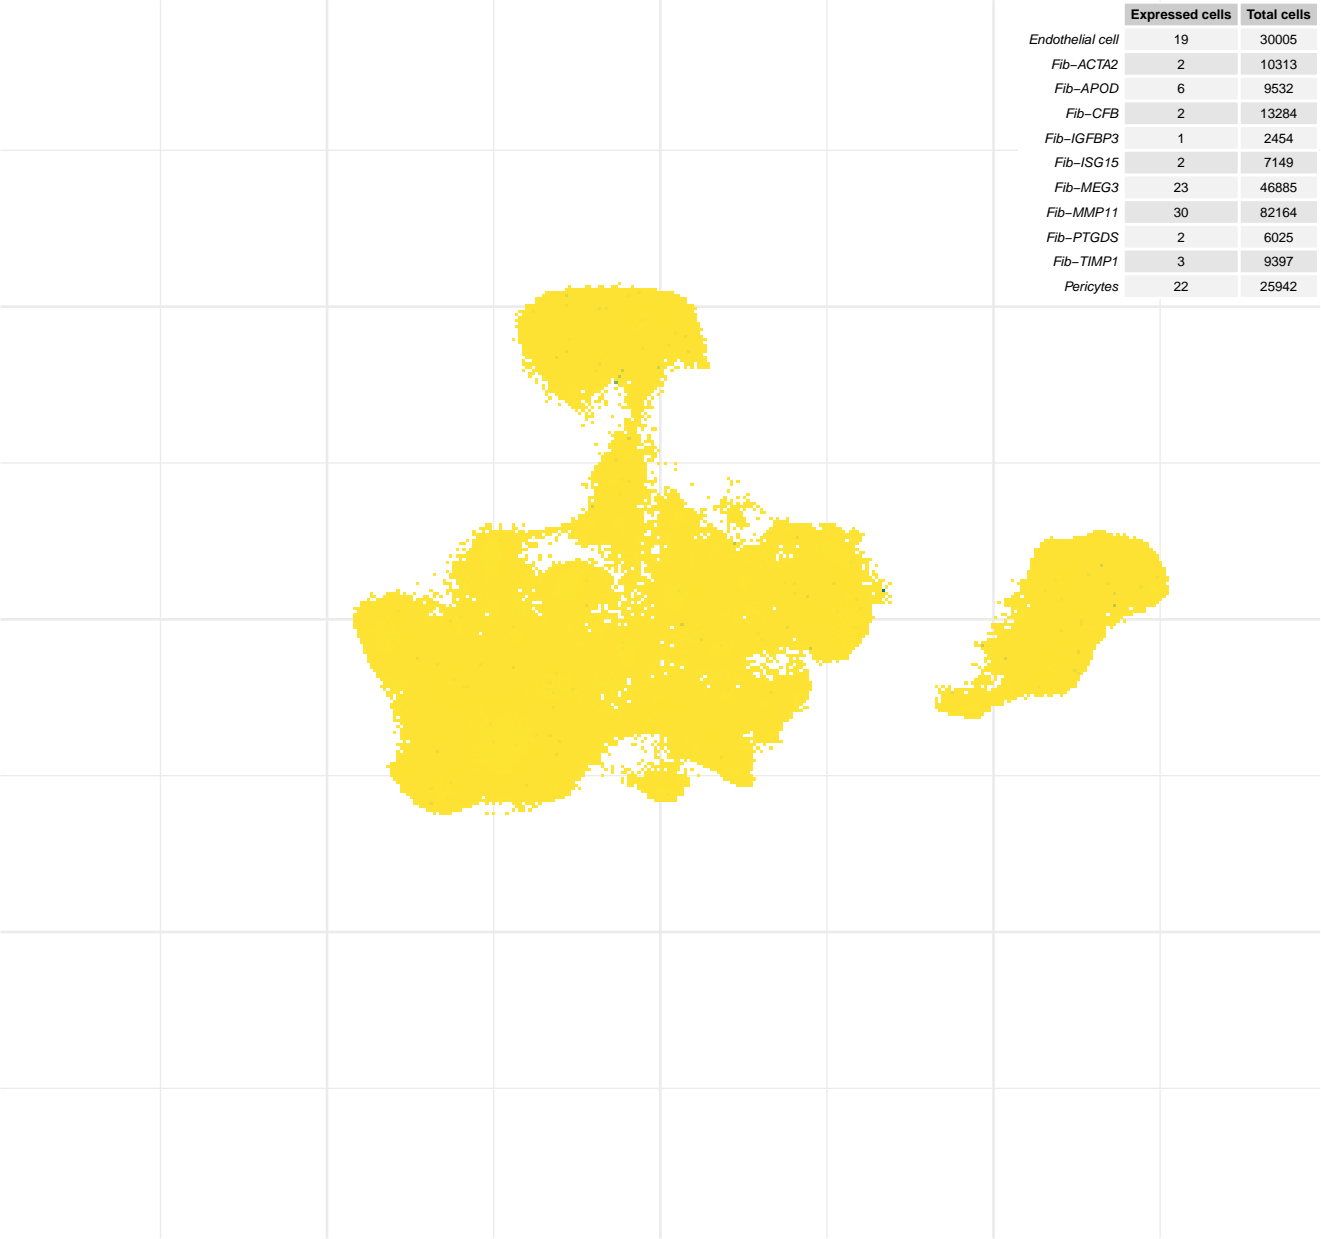 Expressed cells Total cells
Endothelial cell 19 30005
Fib−ACTA2 2 10313
Fib−APOD 6 9532
Fib−CFB 2 13284
Fib−IGFBP3 1 2454
Fib−ISG15 2 7149
Fib−MEG3 23 46885
Fib−MMP11 30 82164
Fib−PTGDS 2 6025
Fib−TIMP1 3 9397
Pericytes 22 25942